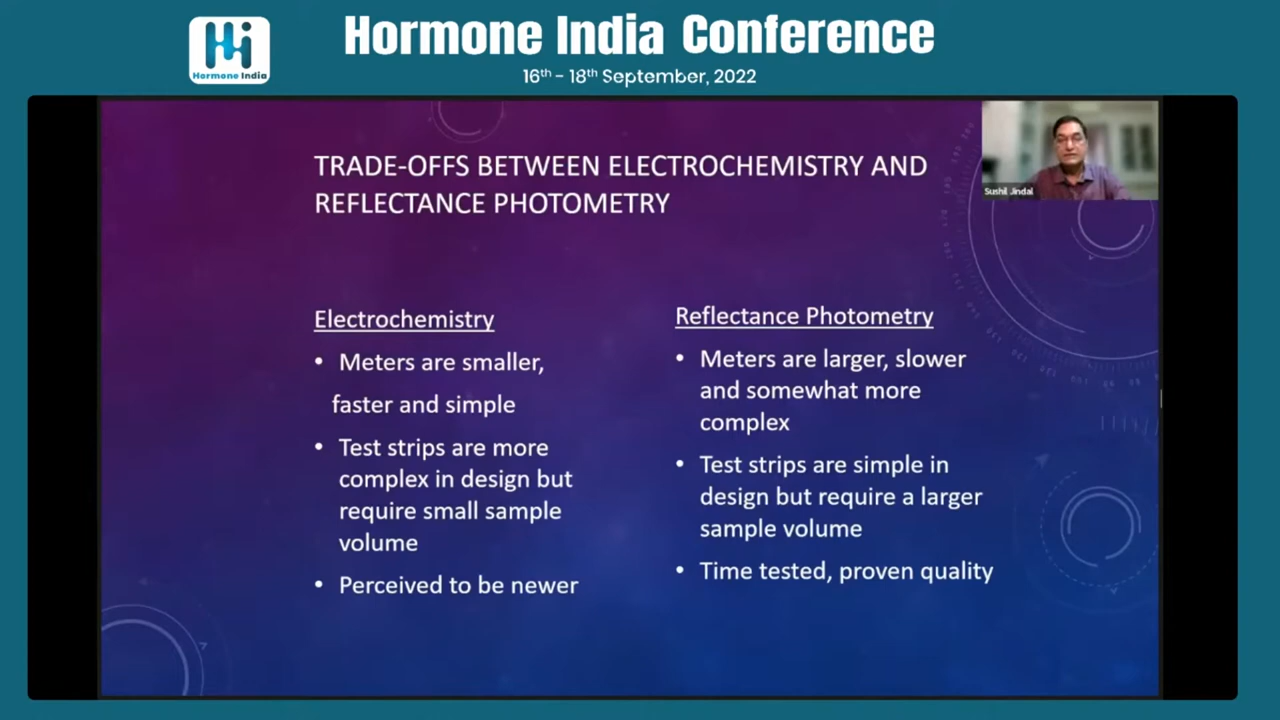 Hormone India Conference
16th - 18th September, 2022
Hi
Hormone India
Sushil Jindal
TRADE-OFFS BETWEEN ELECTROCHEMISTRY AND
REFLECTANCE PHOTOMETRY
Electrochemistry
• Meters are smaller,
faster and simple
• Test strips are more
complex in design but
require small sample
volume
• Perceived to be newer
Reflectance Photometry
• Meters are larger, slower
and somewhat more
complex
• Test strips are simple in
design but require a larger
sample volume
• Time tested, proven quality